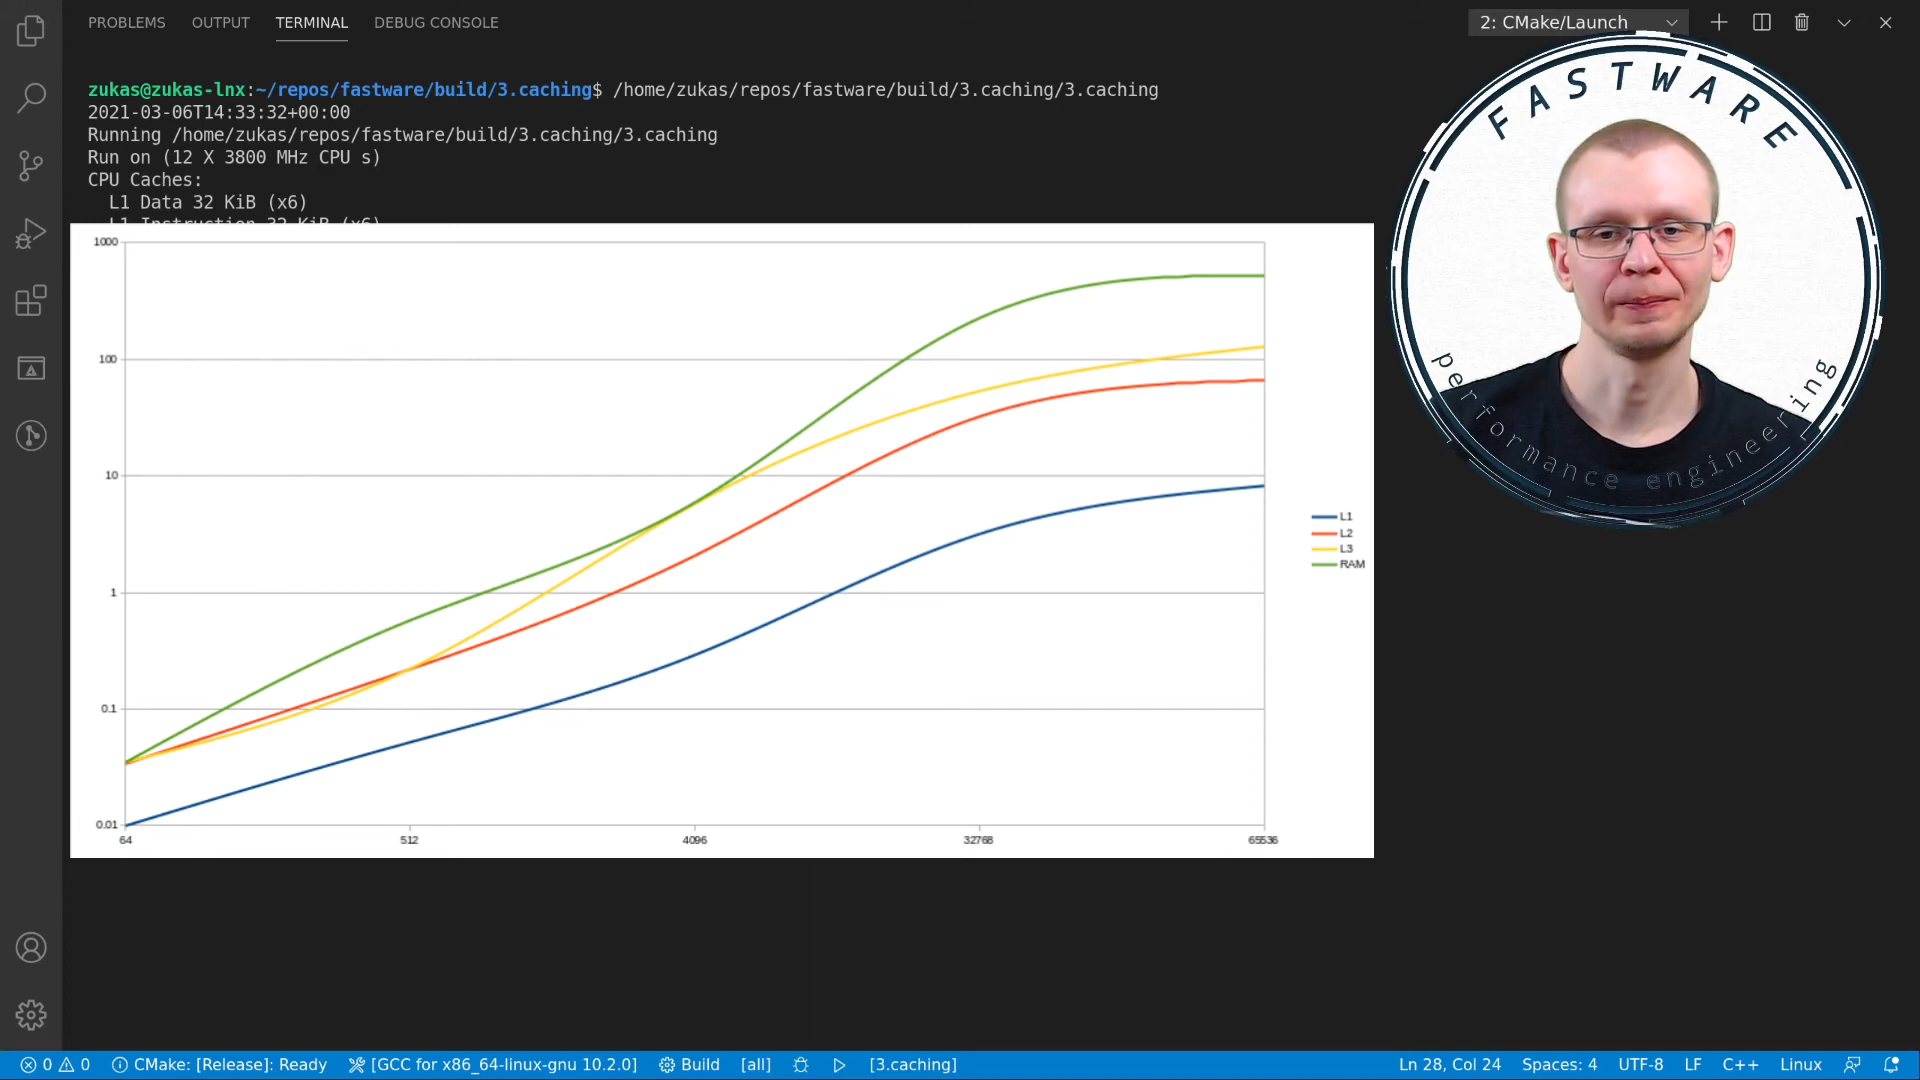 PROBLEMS OUTPUT TERMINAL DEBUG CONSOLE 2: CMake/Launch
zukas@zukas-lnx:~/repos/fastware/build/3.caching$ /home/zukas/repos/fastware/build/3.caching/3.caching
2021-03-06T14:33:32+00:00
Running /home/zukas/repos/fastware/build/3.caching/3.caching
Run on (12 X 3800 MHz CPU s)
CPU Caches:
L1 Data 32 KiB (x6)
L1 Instruction 32 KiB (x6)
FASTWARE
performance engineering
1000
100
10
1
0.1
0.01
64 512 4096 32768 65536
L1
L2
L3
RAM
0 0 CMake: [Release]: Ready [GCC for x86_64-linux-gnu 10.2.0] Build [all] [3.caching] Ln 28, Col 24 Spaces: 4 UTF-8 LF C++ Linux